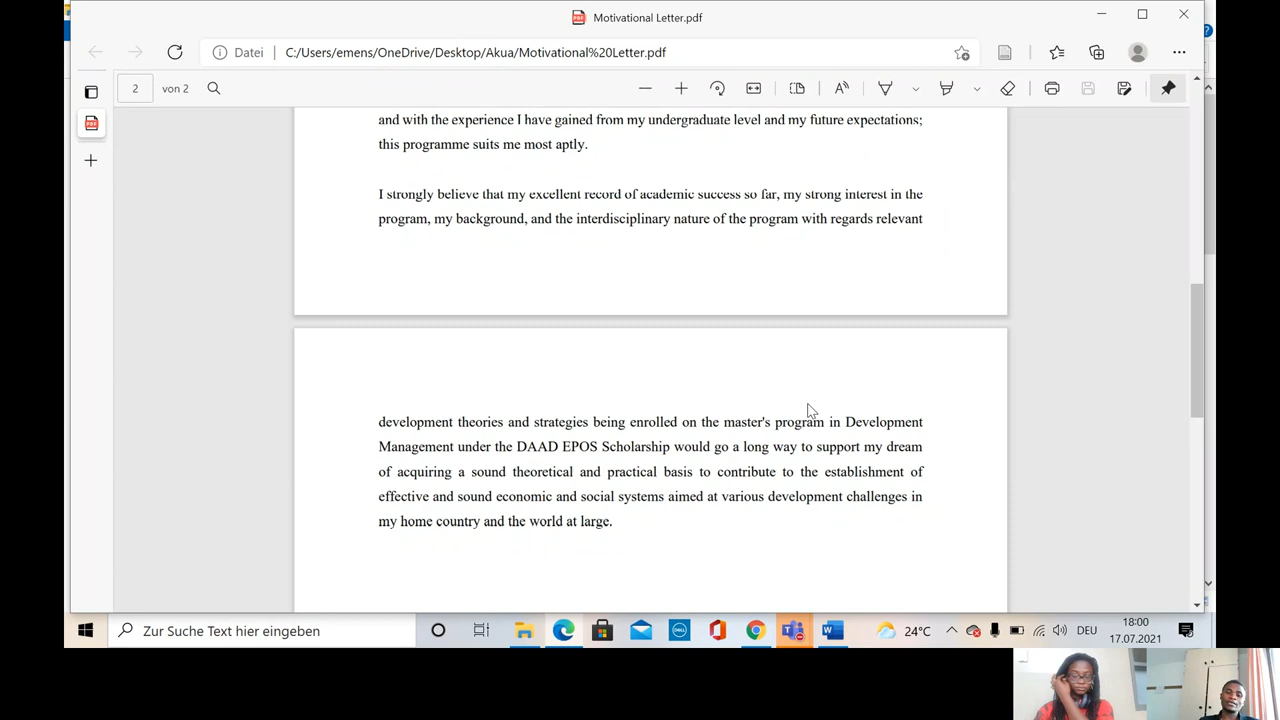 Motivational Letter.pdf
Datei C:/Users/emens/OneDrive/Desktop/Akua/Motivational%20Letter.pdf
2 von 2
and with the experience I have gained from my undergraduate level and my future expectations;
this programme suits me most aptly.
I strongly believe that my excellent record of academic success so far, my strong interest in the
program, my background, and the interdisciplinary nature of the program with regards relevant
development theories and strategies being enrolled on the master's program in Development
Management under the DAAD EPOS Scholarship would go a long way to support my dream
of acquiring a sound theoretical and practical basis to contribute to the establishment of
effective and sound economic and social systems aimed at various development challenges in
my home country and the world at large.
Zur Suche Text hier eingeben
24°C
DEU
18:00
17.07.2021